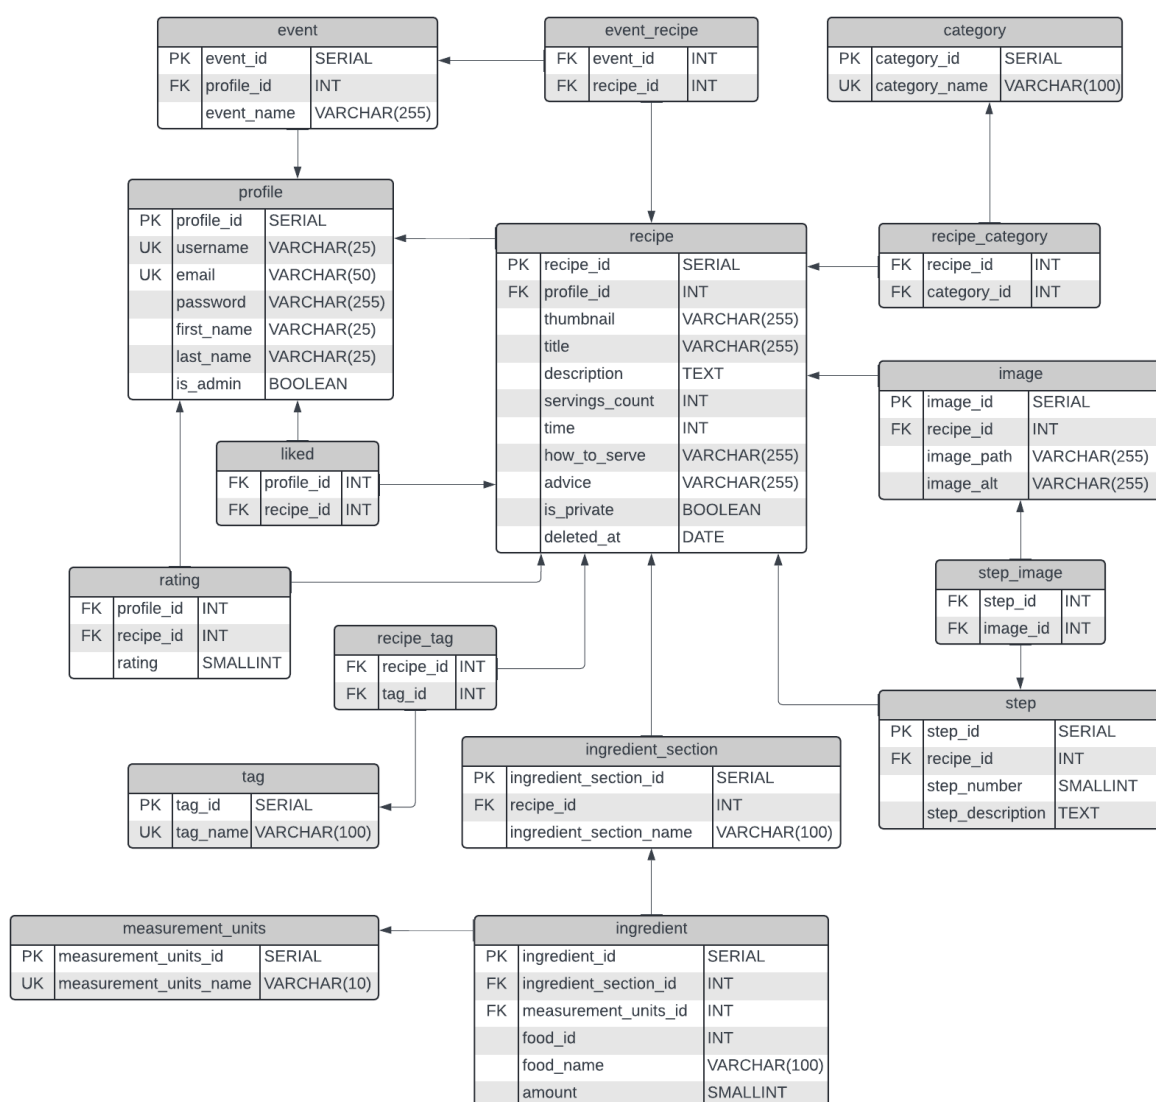 event
PK event_id SERIAL
FK profile_id INT
event_name VARCHAR(255)
event_recipe
FK event_id INT
FK recipe_id INT
category
PK category_id SERIAL
UK category_name VARCHAR(100)
profile
PK profile_id SERIAL
UK username VARCHAR(25)
UK email VARCHAR(50)
password VARCHAR(255)
first_name VARCHAR(25)
last_name VARCHAR(25)
is_admin BOOLEAN
recipe
PK recipe_id SERIAL
FK profile_id INT
thumbnail VARCHAR(255)
title VARCHAR(255)
description TEXT
servings_count INT
time INT
how_to_serve VARCHAR(255)
advice VARCHAR(255)
is_private BOOLEAN
deleted_at DATE
recipe_category
FK recipe_id INT
FK category_id INT
image
PK image_id SERIAL
FK recipe_id INT
image_path VARCHAR(255)
image_alt VARCHAR(255)
liked
FK profile_id INT
FK recipe_id INT
rating
FK profile_id INT
FK recipe_id INT
rating SMALLINT
step_image
FK step_id INT
FK image_id INT
recipe_tag
FK recipe_id INT
FK tag_id INT
step
PK step_id SERIAL
FK recipe_id INT
step_number SMALLINT
step_description TEXT
tag
PK tag_id SERIAL
UK tag_name VARCHAR(100)
ingredient_section
PK ingredient_section_id SERIAL
FK recipe_id INT
ingredient_section_name VARCHAR(100)
measurement_units
PK measurement_units_id SERIAL
UK measurement_units_name VARCHAR(10)
ingredient
PK ingredient_id SERIAL
FK ingredient_section_id INT
FK measurement_units_id INT
food_id INT
food_name VARCHAR(100)
amount SMALLINT